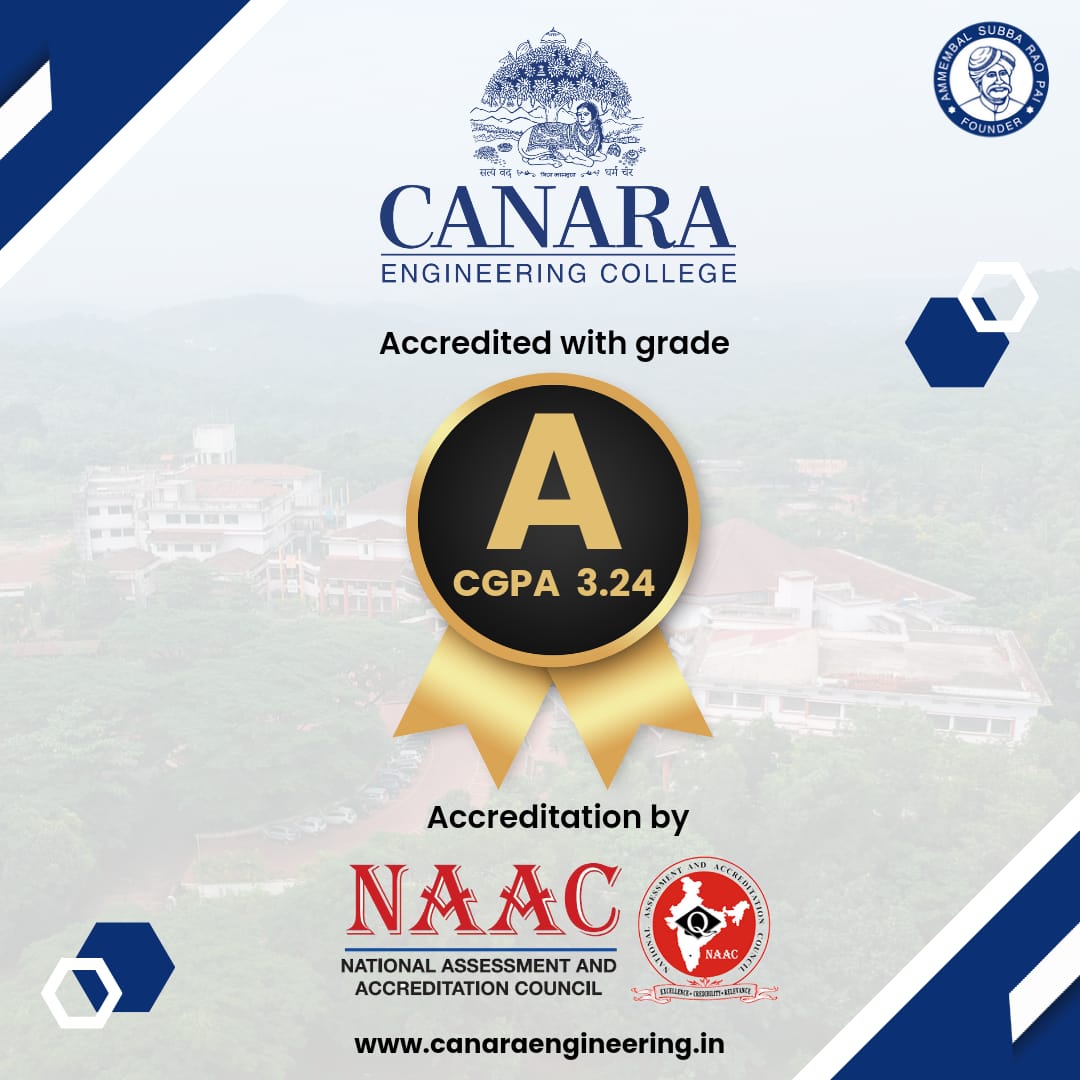 AMMEMBAL SUBBA RAO PAI
FOUNDER
सत्य वद
धर्म चर
CANARA
ENGINEERING COLLEGE
Accredited with grade
A
CGPA 3.24
Accreditation by
NAAC
NATIONAL ASSESSMENT AND
ACCREDITATION COUNCIL
NATIONAL ASSESSMENT AND ACCREDITATION COUNCIL
Q
NAAC
EXCELLENCE • CREDIBILITY • RELEVANCE
www.canaraengineering.in